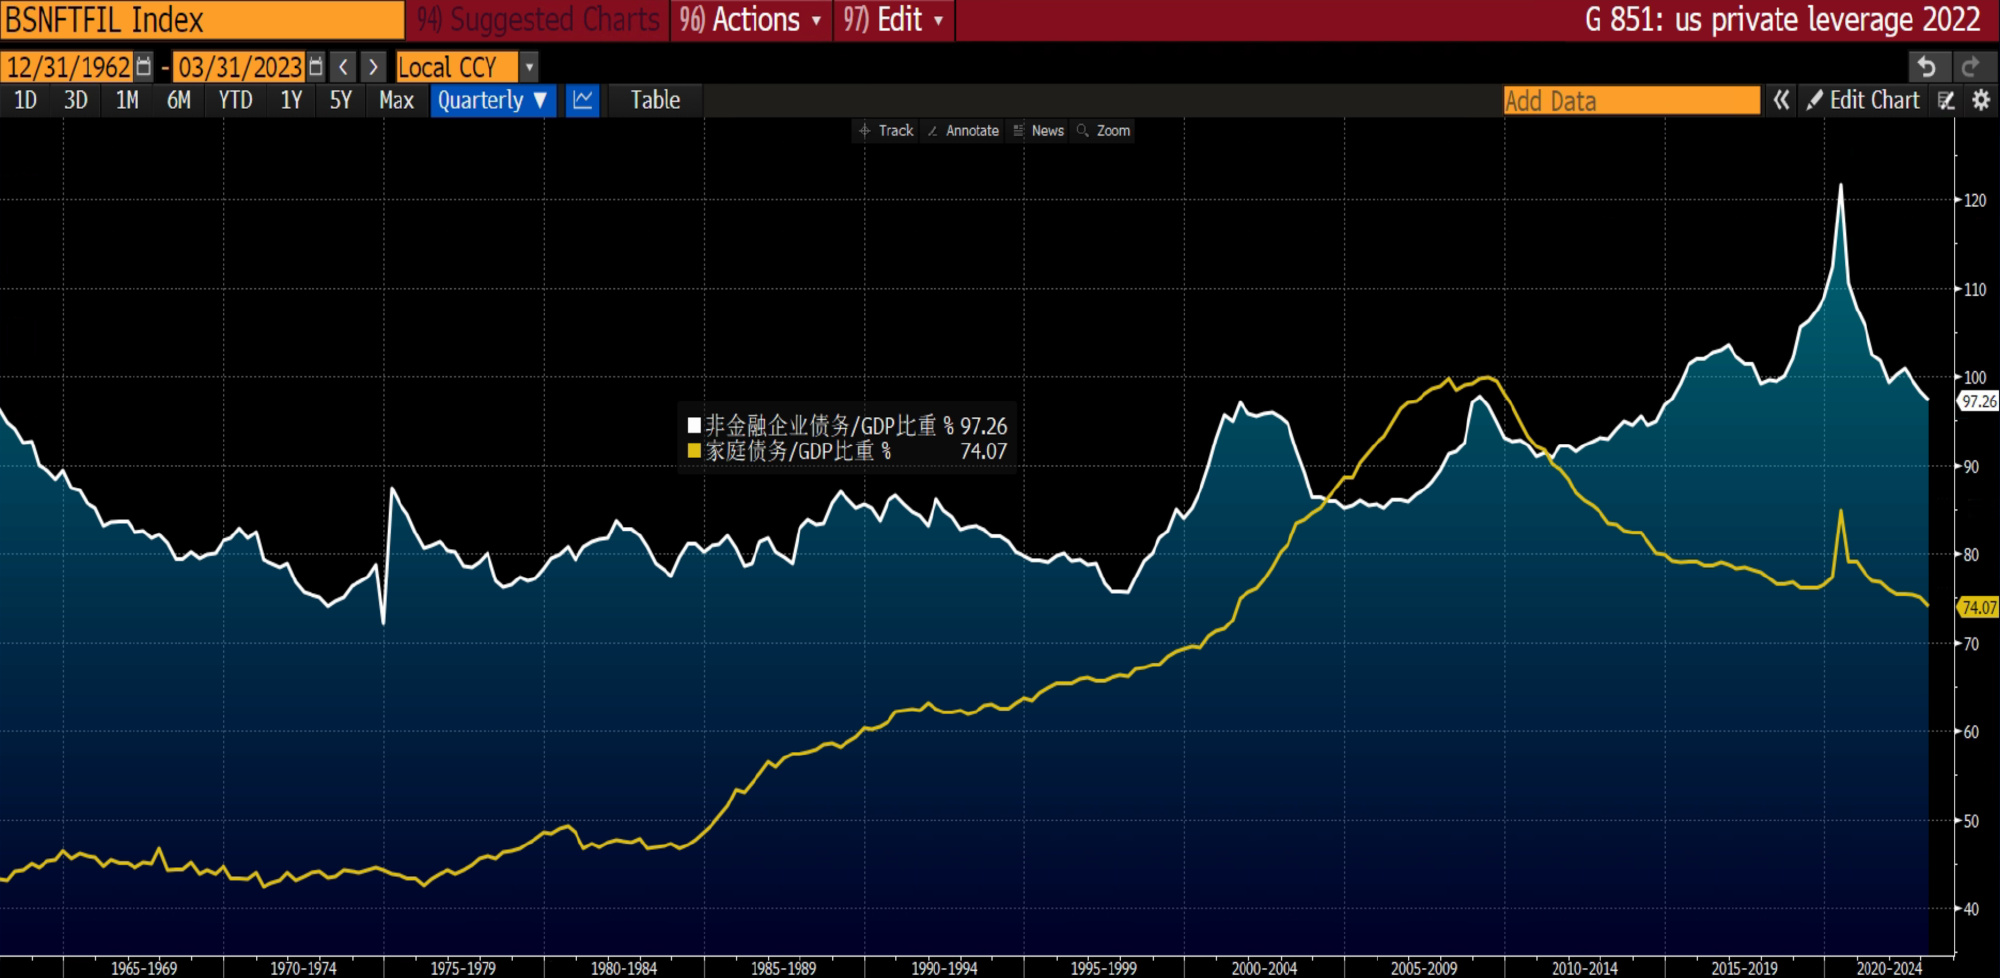 BSNFTFIL Index 94) Suggested Charts 96) Actions ▾ 97) Edit ▾ G 851: us private leverage 2022
12/31/1962 - 03/31/2023 < > Local CCY ▾
1D 3D 1M 6M YTD 1Y 5Y Max Quarterly ▼ Table Add Data « Edit Chart
Track Annotate News Zoom
120
110
100
97.26
非金融企业债务/GDP比重 % 97.26
家庭债务/GDP比重 % 74.07
90
80
74.07
70
60
50
40
1965-1969 1970-1974 1975-1979 1980-1984 1985-1989 1990-1994 1995-1999 2000-2004 2005-2009 2010-2014 2015-2019 2020-2024